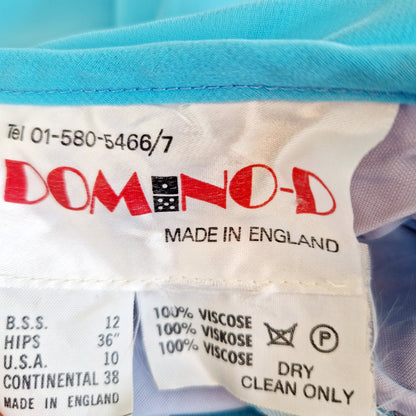 Tel 01-580-5466/7
DOMINO-D
MADE IN ENGLAND
B.S.S. 12
HIPS 36"
U.S.A. 10
CONTINENTAL 38
MADE IN ENGLAND
100% VISCOSE
100% VISKOSE
100% VISCOSE
P
DRY
CLEAN ONLY